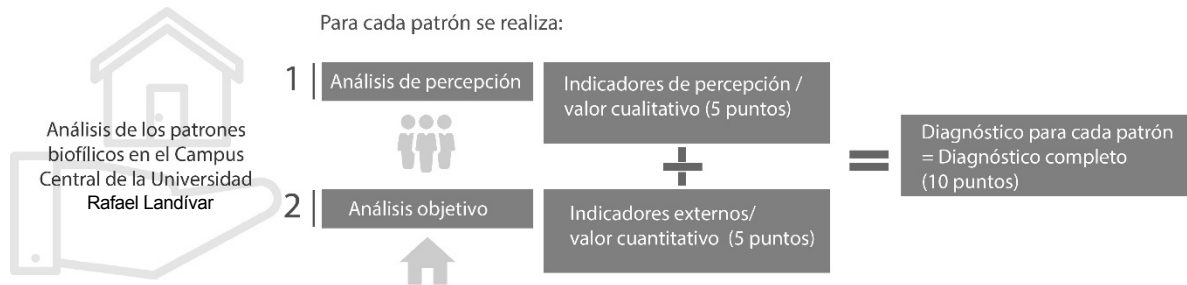 Para cada patrón se realiza:
Análisis de los patrones
biofílicos en el Campus
Central de la Universidad
Rafael Landívar
1
Análisis de percepción
Indicadores de percepción /
valor cualitativo (5 puntos)
+
2
Análisis objetivo
Indicadores externos/
valor cuantitativo (5 puntos)
=
Diagnóstico para cada patrón
= Diagnóstico completo
(10 puntos)